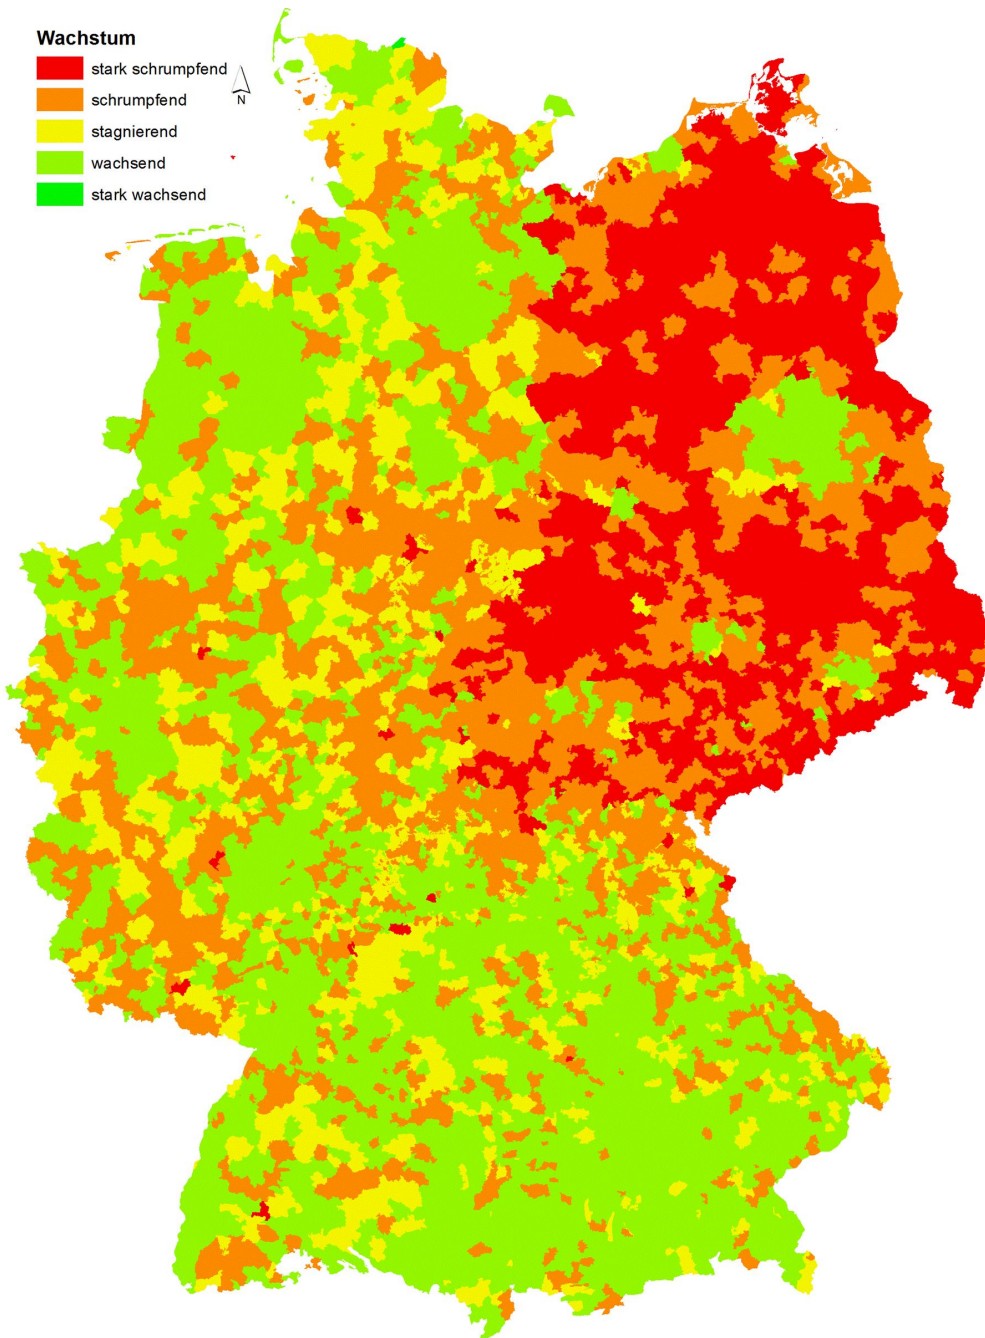 Wachstum
stark schrumpfend
schrumpfend
N
stagnierend
wachsend
stark wachsend